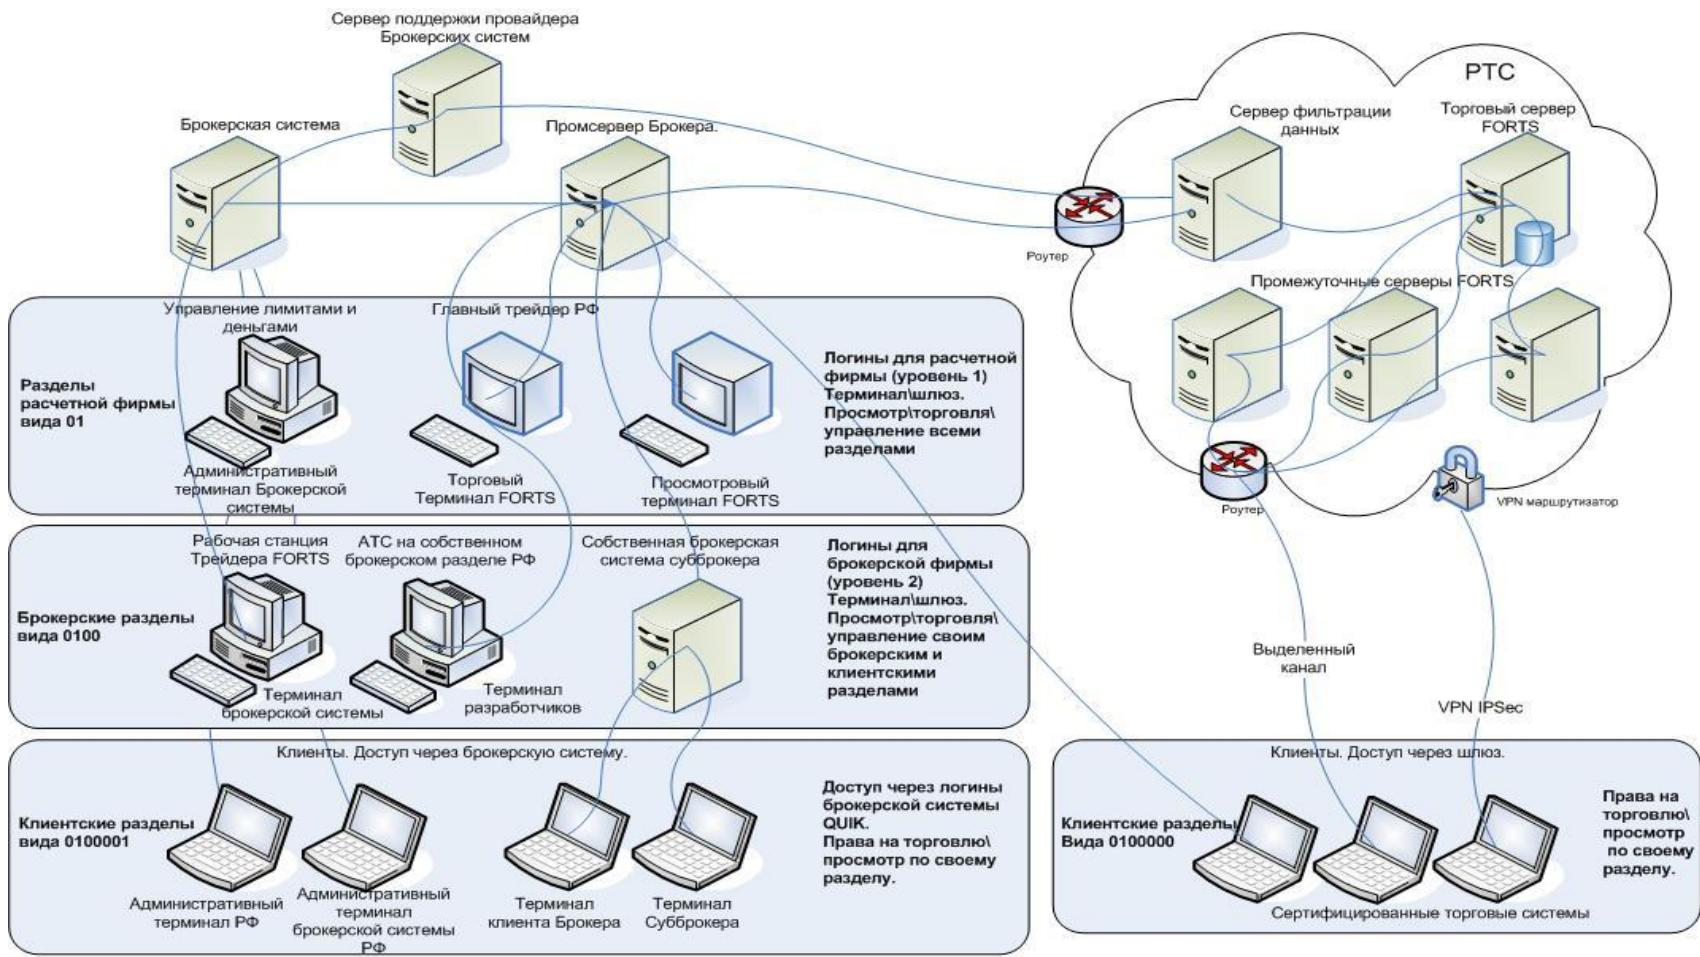 Сервер поддержки провайдера
Брокерских систем
Брокерская система
Промсервер Брокера.
РТС
Сервер фильтрации
данных
Торговый сервер
FORTS
Роутер
Промежуточные серверы FORTS
Роутер
VPN маршрутизатор
Управление лимитами и
деньгами
Главный трейдер РФ
Разделы
расчетной фирмы
вида 01
Логины для расчетной
фирмы (уровень 1)
Терминал\шлюз.
Просмотр\торговля\
управление всеми
разделами
Административный
терминал Брокерской
системы
Торговый
Терминал FORTS
Просмотровый
терминал FORTS
Рабочая станция
Трейдера FORTS
АТС на собственном
брокерском разделе РФ
Собственная брокерская
система субброкера
Брокерские разделы
вида 0100
Логины для
брокерской фирмы
(уровень 2)
Терминал\шлюз.
Просмотр\торговля\
управление своим
брокерским и
клиентскими
разделами
Терминал
брокерской системы
Терминал
разработчиков
Выделенный
канал
VPN IPSec
Клиенты. Доступ через брокерскую систему.
Клиентские разделы
вида 0100001
Доступ через логины
брокерской системы
QUIK.
Права на торговлю\
просмотр по своему
разделу.
Административный
терминал РФ
Административный
терминал
брокерской системы
РФ
Терминал
клиента Брокера
Терминал
Субброкера
Клиенты. Доступ через шлюз.
Клиентские разделы
Вида 0100000
Права на
торговлю\
просмотр
по своему
разделу.
Сертифицированные торговые системы